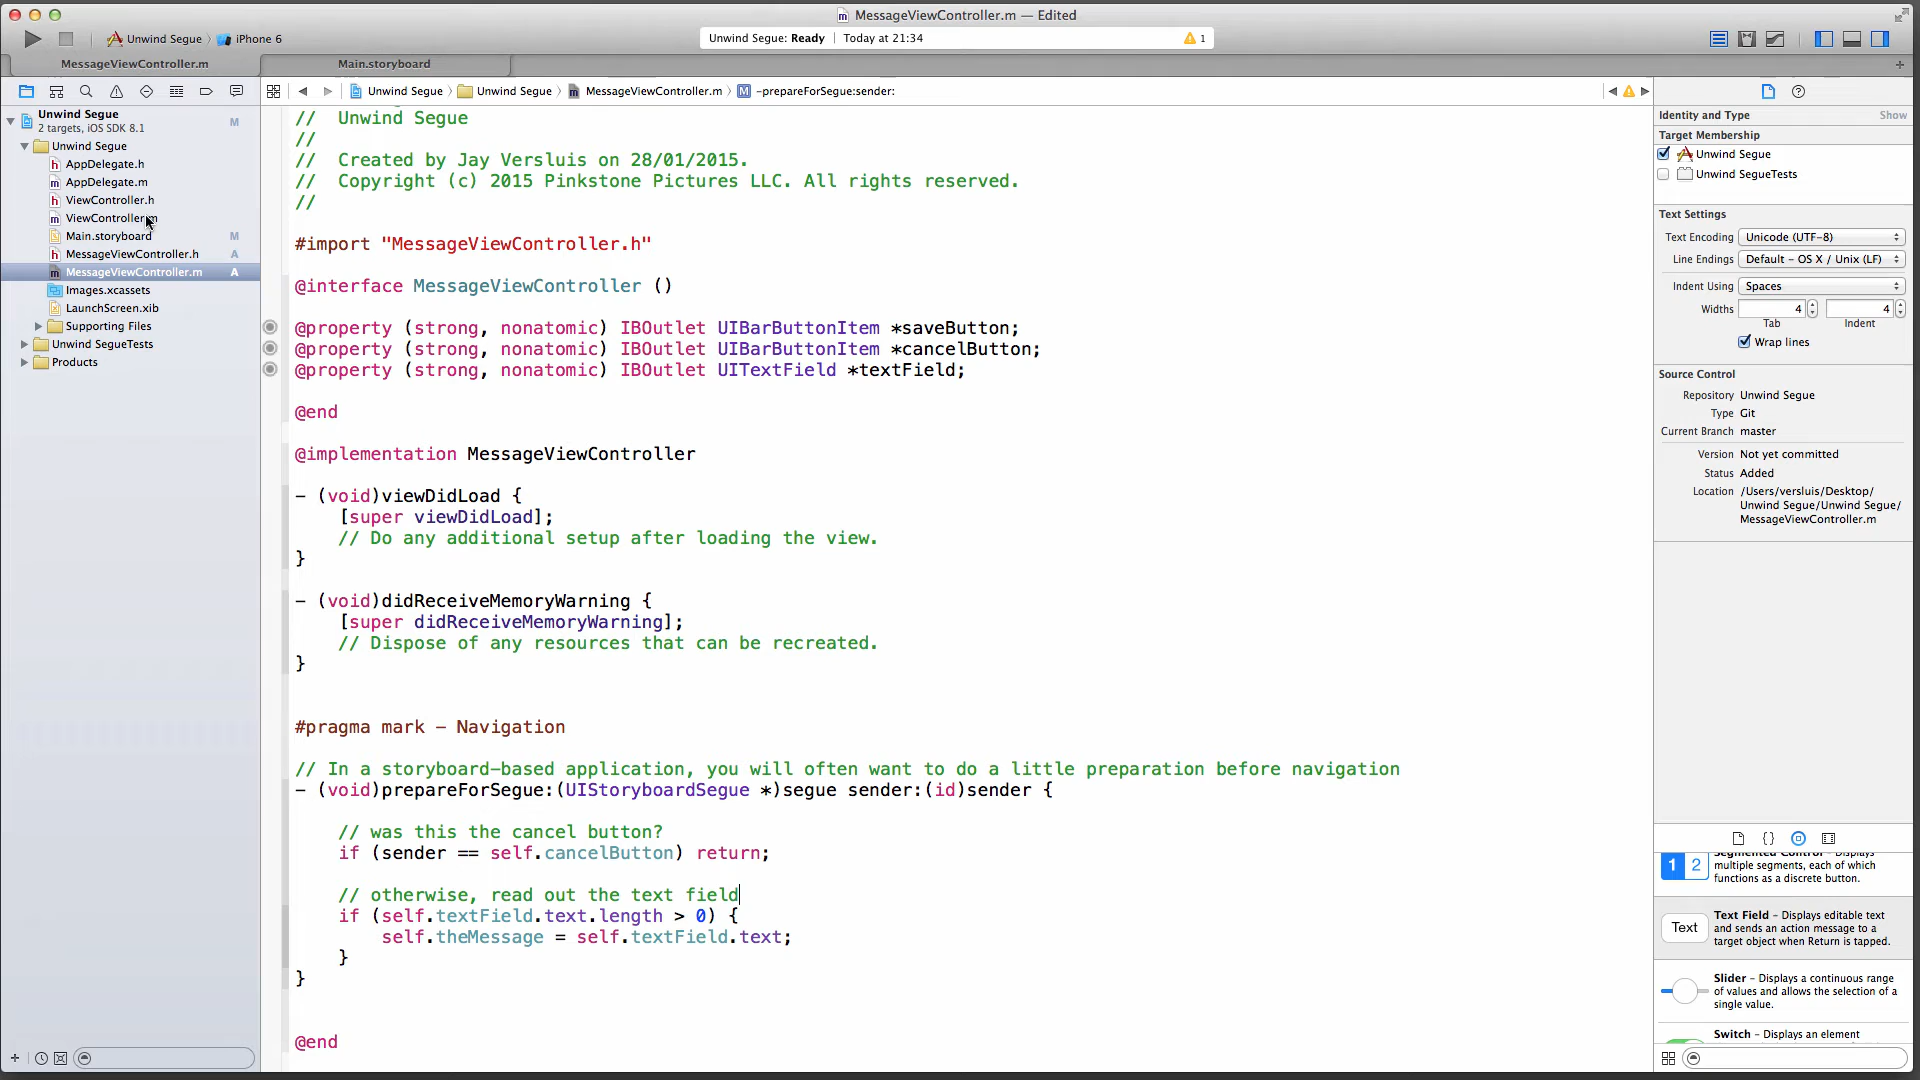 MessageViewController.m — Edited
Unwind Segue
iPhone 6
Unwind Segue: Ready
Today at 21:34
1
MessageViewController.m
Main.storyboard
Unwind Segue
2 targets, iOS SDK 8.1
M
Unwind Segue
AppDelegate.h
AppDelegate.m
ViewController.h
ViewController.m
Main.storyboard
M
MessageViewController.h
A
MessageViewController.m
A
Images.xcassets
LaunchScreen.xib
Supporting Files
Unwind SegueTests
Products
Unwind Segue
Unwind Segue
MessageViewController.m
-prepareForSegue:sender:
//  Unwind Segue
//
//  Created by Jay Versluis on 28/01/2015.
//  Copyright (c) 2015 Pinkstone Pictures LLC. All rights reserved.
//
#import "MessageViewController.h"
@interface MessageViewController ()
@property (strong, nonatomic) IBOutlet UIBarButtonItem *saveButton;
@property (strong, nonatomic) IBOutlet UIBarButtonItem *cancelButton;
@property (strong, nonatomic) IBOutlet UITextField *textField;
@end
@implementation MessageViewController
- (void)viewDidLoad {
    [super viewDidLoad];
    // Do any additional setup after loading the view.
}
- (void)didReceiveMemoryWarning {
    [super didReceiveMemoryWarning];
    // Dispose of any resources that can be recreated.
}
#pragma mark - Navigation
// In a storyboard-based application, you will often want to do a little preparation before navigation
- (void)prepareForSegue:(UIStoryboardSegue *)segue sender:(id)sender {
    // was this the cancel button?
    if (sender == self.cancelButton) return;
    // otherwise, read out the text field
    if (self.textField.text.length > 0) {
        self.theMessage = self.textField.text;
    }
}
@end
Identity and Type
Show
Target Membership
Unwind Segue
Unwind SegueTests
Text Settings
Text Encoding Unicode (UTF-8)
Line Endings Default - OS X / Unix (LF)
Indent Using Spaces
Widths 4 4
Tab Indent
Wrap lines
Source Control
Repository Unwind Segue
Type Git
Current Branch master
Version Not yet committed
Status Added
Location /Users/versluis/Desktop/
Unwind Segue/Unwind Segue/
MessageViewController.m
1 2
Segmented Control - Displays
multiple segments, each of which
functions as a discrete button.
Text
Text Field - Displays editable text
and sends an action message to a
target object when Return is tapped.
Slider - Displays a continuous range
of values and allows the selection of a
single value.
Switch - Displays an element